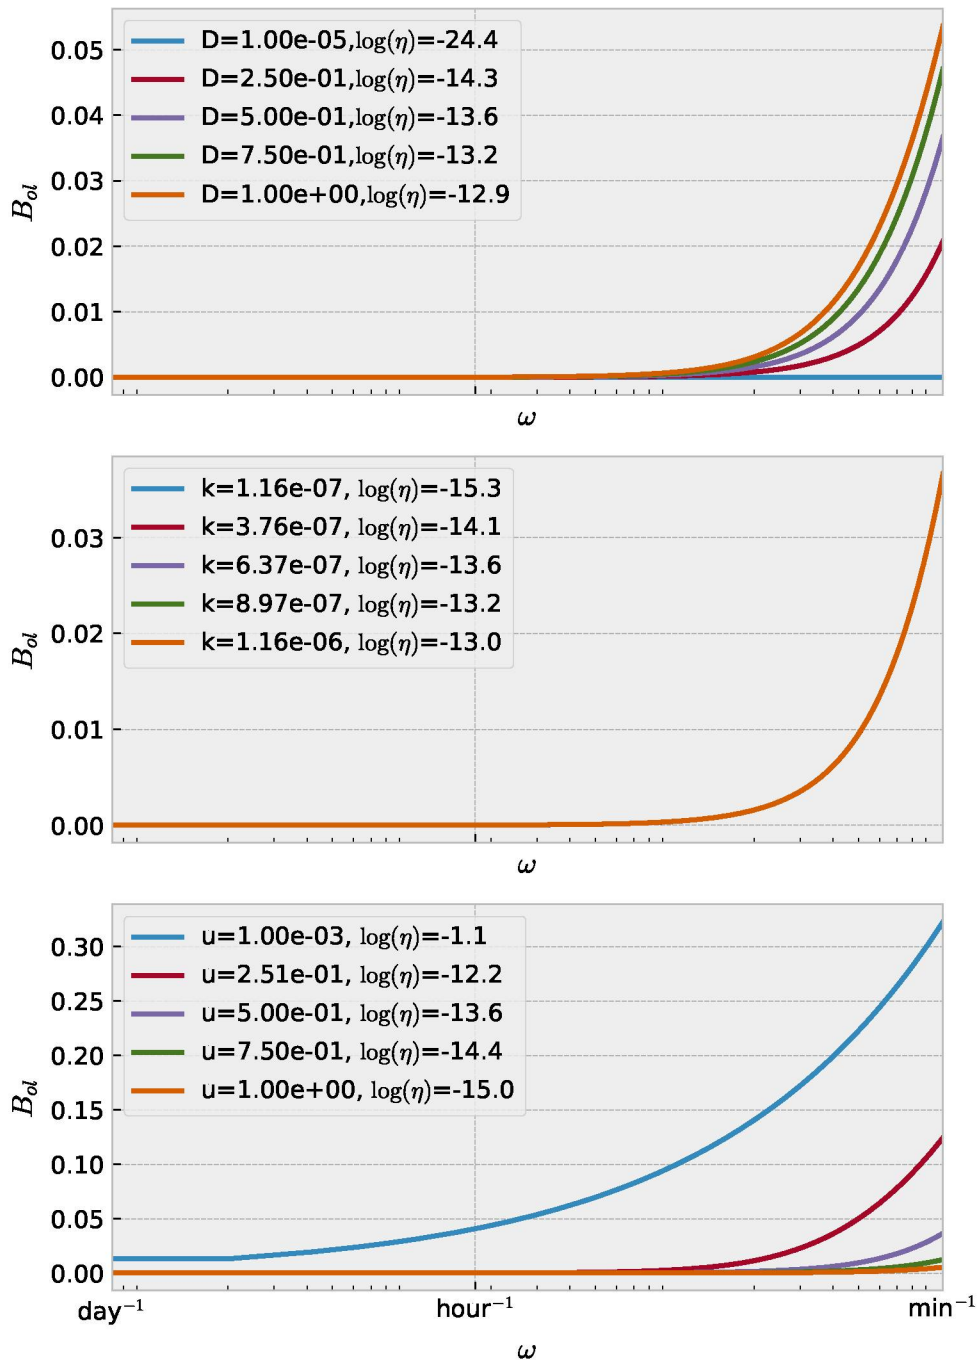 0.05
0.04
0.03
0.02
0.01
0.00
B_{ol}
D=1.00e-05,log(η)=-24.4
D=2.50e-01,log(η)=-14.3
D=5.00e-01,log(η)=-13.6
D=7.50e-01,log(η)=-13.2
D=1.00e+00,log(η)=-12.9
ω
0.03
0.02
0.01
0.00
B_{ol}
k=1.16e-07, log(η)=-15.3
k=3.76e-07, log(η)=-14.1
k=6.37e-07, log(η)=-13.6
k=8.97e-07, log(η)=-13.2
k=1.16e-06, log(η)=-13.0
ω
0.30
0.25
0.20
0.15
0.10
0.05
0.00
B_{ol}
u=1.00e-03, log(η)=-1.1
u=2.51e-01, log(η)=-12.2
u=5.00e-01, log(η)=-13.6
u=7.50e-01, log(η)=-14.4
u=1.00e+00, log(η)=-15.0
day⁻¹ hour⁻¹ min⁻¹
ω